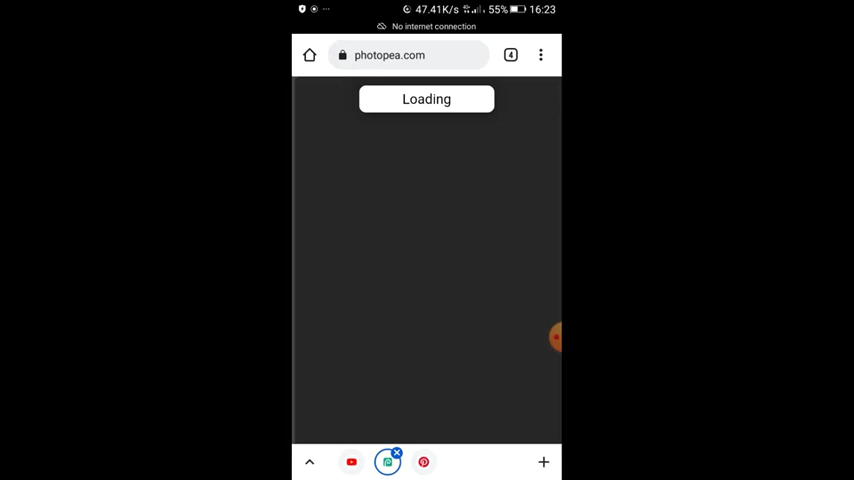 47.41K/s 55% 16:23
No internet connection
photopea.com 4
Loading